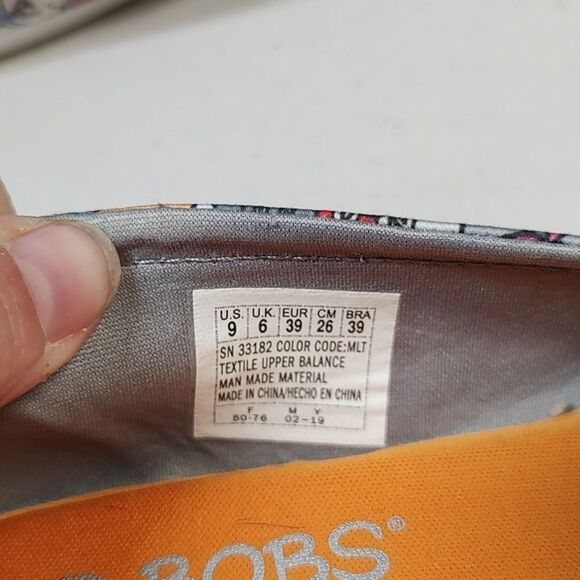 U.S. U.K. EUR CM BRA
9 6 39 26 39
SN 33182 COLOR CODE:MLT
TEXTILE UPPER BALANCE
MAN MADE MATERIAL
MADE IN CHINA/HECHO EN CHINA
F M Y
60-76 02-19
BOBS®